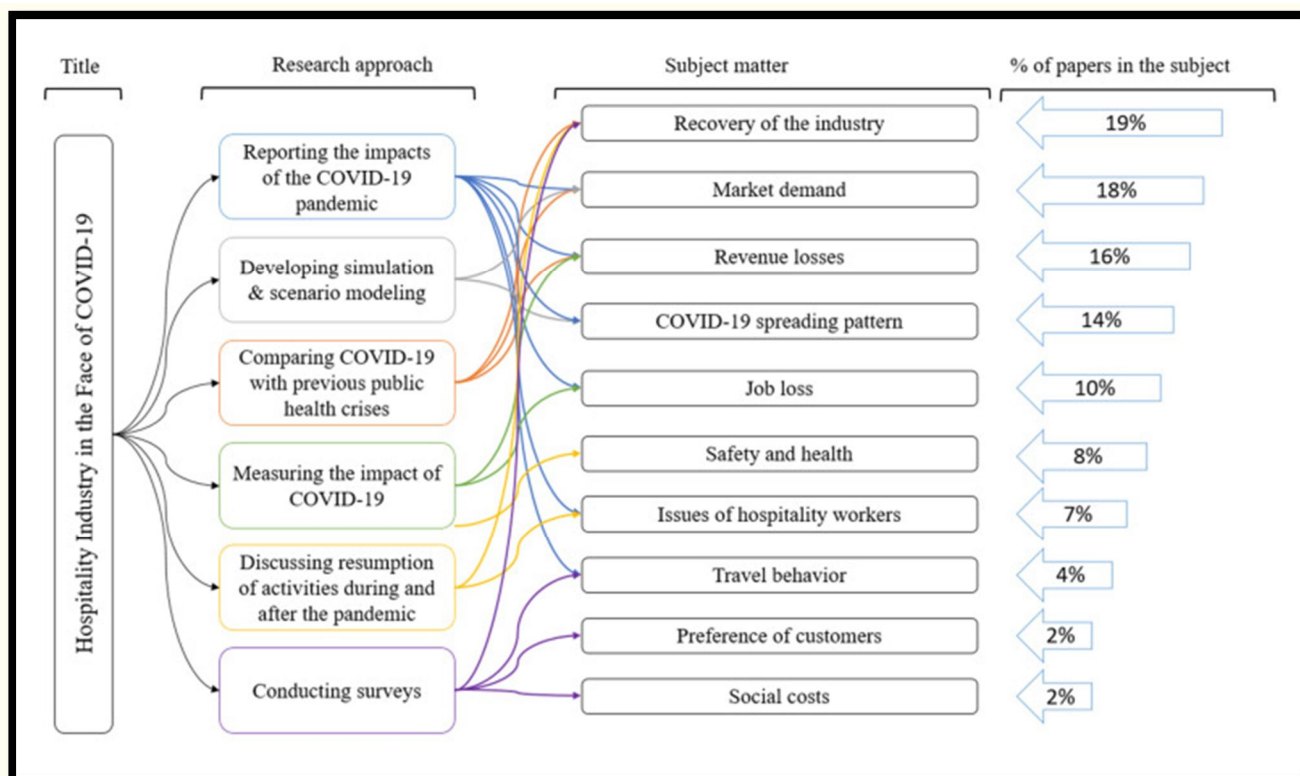 Title
Research approach
Subject matter
% of papers in the subject
Hospitality Industry in the Face of COVID-19
Reporting the impacts
of the COVID-19
pandemic
Developing simulation
& scenario modeling
Comparing COVID-19
with previous public
health crises
Measuring the impact of
COVID-19
Discussing resumption
of activities during and
after the pandemic
Conducting surveys
Recovery of the industry
Market demand
Revenue losses
COVID-19 spreading pattern
Job loss
Safety and health
Issues of hospitality workers
Travel behavior
Preference of customers
Social costs
19%
18%
16%
14%
10%
8%
7%
4%
2%
2%